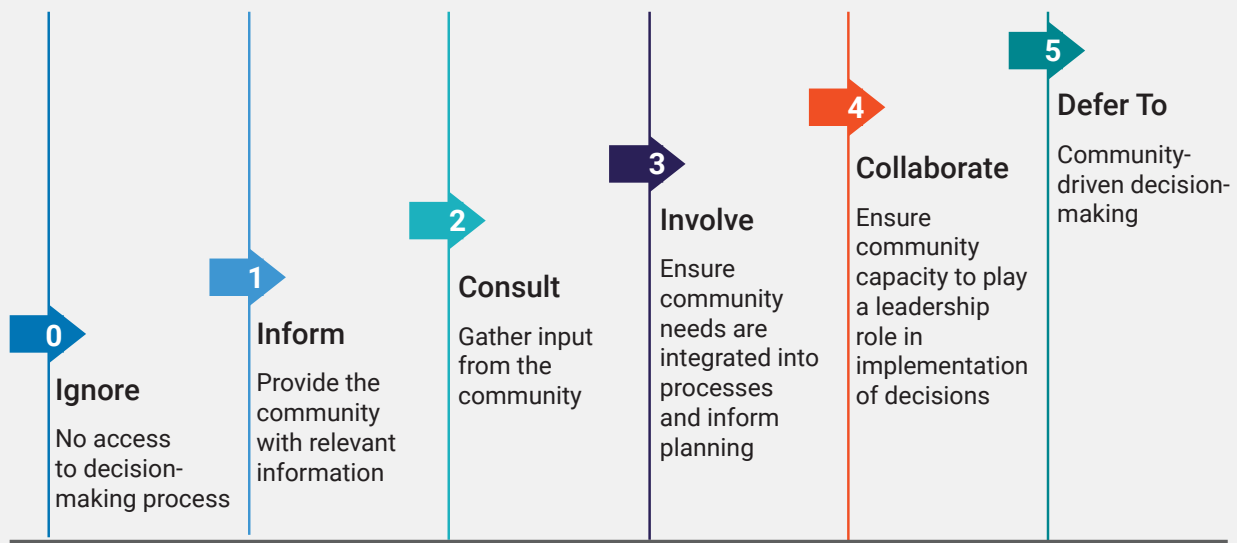 0
Ignore
No access
to decision-
making process
1
Inform
Provide the
community
with relevant
information
2
Consult
Gather input
from the
community
3
Involve
Ensure
community
needs are
integrated into
processes
and inform
planning
4
Collaborate
Ensure
community
capacity to play
a leadership
role in
implementation
of decisions
5
Defer To
Community-
driven decision-
making